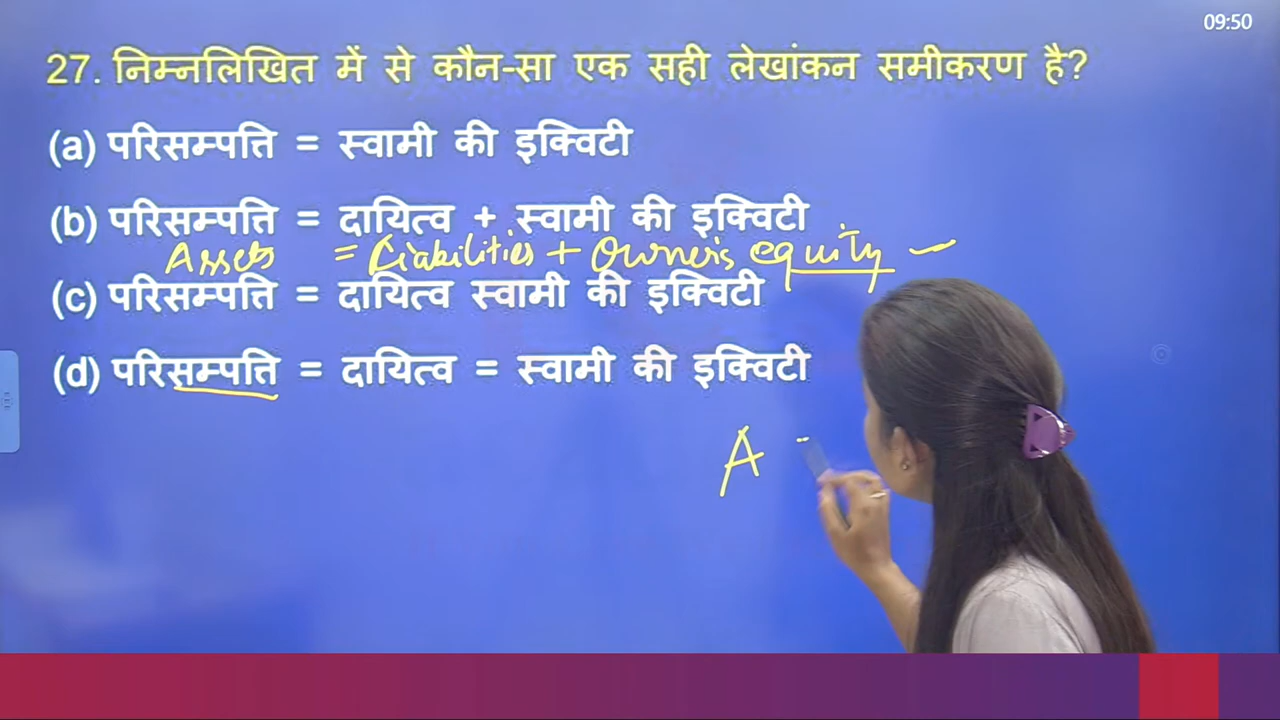 09:50
27. निम्नलिखित में से कौन-सा एक सही लेखांकन समीकरण है?
(a) परिसम्पत्ति = स्वामी की इक्विटी
(b) परिसम्पत्ति = दायित्व + स्वामी की इक्विटी
Assets = Liabilities + Owner's equity
(c) परिसम्पत्ति = दायित्व स्वामी की इक्विटी
(d) परिसम्पत्ति = दायित्व = स्वामी की इक्विटी
A =